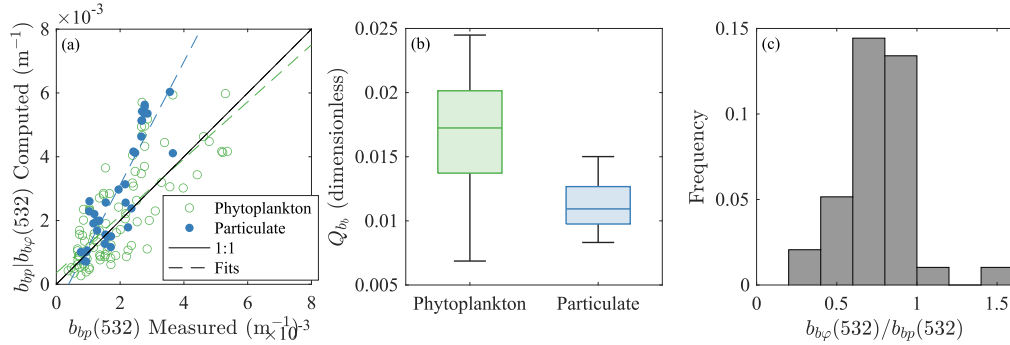 ×10⁻³
(a)
b_bp|b_bφ(532) Computed (m⁻¹)
8
6
4
2
0
Phytoplankton
Particulate
1:1
Fits
0 2 4 6 8
×10⁻³
b_bp(532) Measured (m⁻¹)
(b)
Q_b_b (dimensionless)
0.025
0.02
0.015
0.01
0.005
Phytoplankton Particulate
(c)
Frequency
0.15
0.1
0.05
0
0 0.5 1 1.5
b_bφ(532)/b_bp(532)